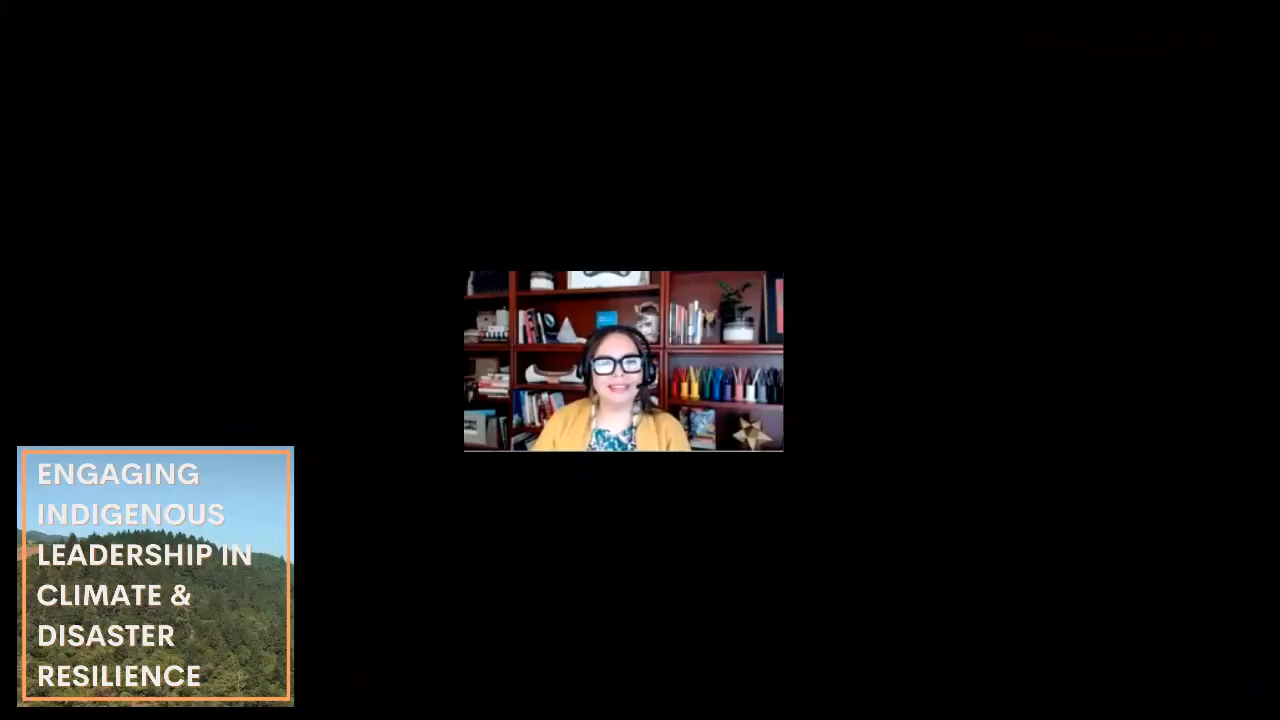 ENGAGING
INDIGENOUS
LEADERSHIP IN
CLIMATE &
DISASTER
RESILIENCE